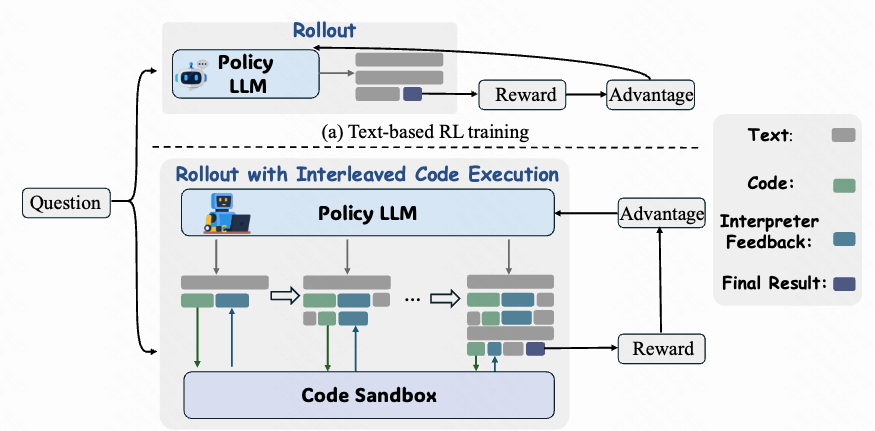 Rollout
Policy
LLM
Reward
Advantage
(a) Text-based RL training
Question
Rollout with Interleaved Code Execution
Policy LLM
...
Code Sandbox
Advantage
Reward
Text:
Code:
Interpreter
Feedback:
Final Result: